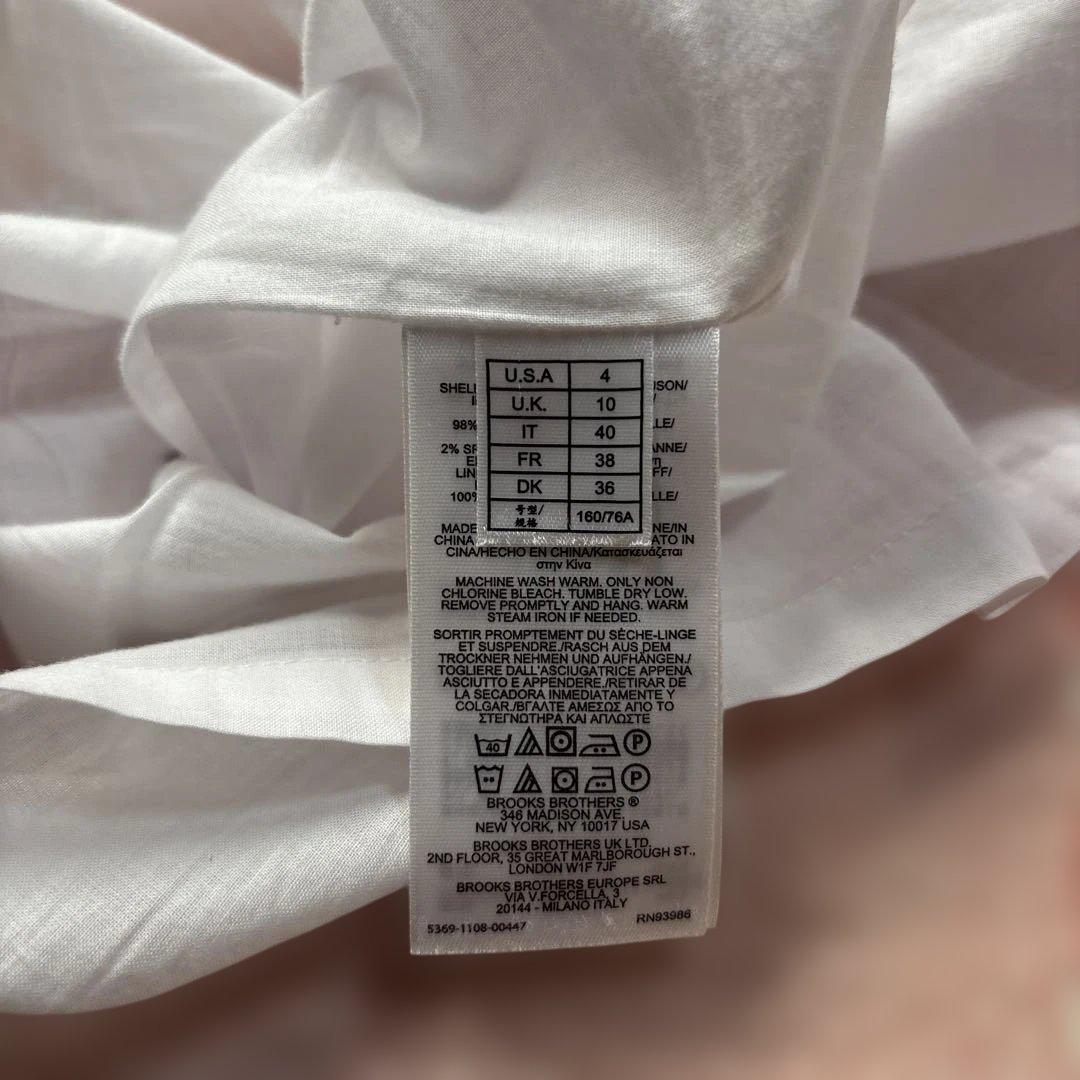 U.S.A 4
U.K. 10
IT 40
FR 38
DK 36
号型/规格 160/76A
98%
2%
100%
MADE
CHINA ATO IN
CINA/HECHO EN CHINA/Κατασκευάζεται
στην Κίνα
MACHINE WASH WARM. ONLY NON
CHLORINE BLEACH. TUMBLE DRY LOW.
REMOVE PROMPTLY AND HANG. WARM
STEAM IRON IF NEEDED.
SORTIR PROMPTEMENT DU SÈCHE-LINGE
ET SUSPENDRE./RASCH AUS DEM
TROCKNER NEHMEN UND AUFHÄNGEN./
TOGLIERE DALL'ASCIUGATRICE APPENA
ASCIUTTO E APPENDERE./RETIRAR DE
LA SECADORA INMEDIATAMENTE Y
COLGAR./ΒΓΑΛΤΕ ΑΜΕΣΩΣ ΑΠΟ ΤΟ
ΣΤΕΓΝΩΤΗΡΑ ΚΑΙ ΑΠΛΩΣΤΕ
40 P
P
BROOKS BROTHERS ®
346 MADISON AVE.
NEW YORK, NY 10017 USA
BROOKS BROTHERS UK LTD.
2ND FLOOR, 35 GREAT MARLBOROUGH ST.,
LONDON W1F 7JF
BROOKS BROTHERS EUROPE SRL
VIA V.FORCELLA, 3
20144 - MILANO ITALY
5369-1108-00447 RN93986